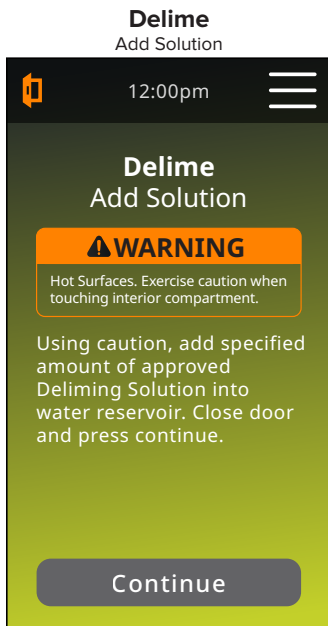 Delime
Add Solution
12:00pm
Delime
Add Solution
WARNING
Hot Surfaces. Exercise caution when
touching interior compartment.
Using caution, add specified
amount of approved
Deliming Solution into
water reservoir. Close door
and press continue.
Continue